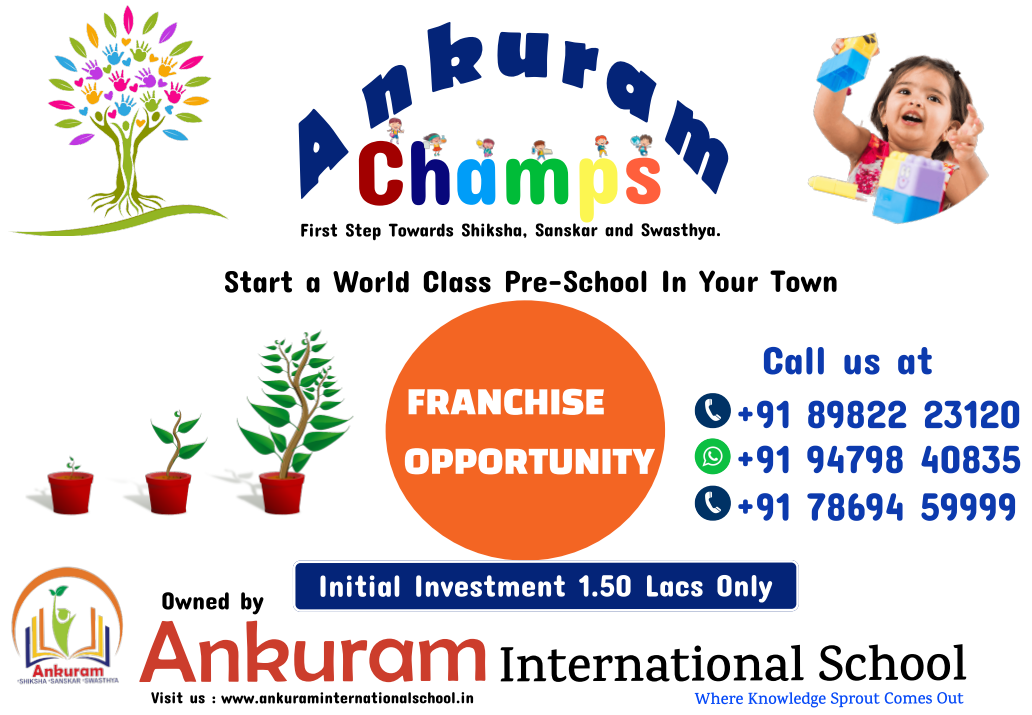 Ankuram
Champs
First Step Towards Shiksha, Sanskar and Swasthya.
Start a World Class Pre-School In Your Town
FRANCHISE
OPPORTUNITY
Call us at
+91 89822 23120
+91 94798 40835
+91 78694 59999
Initial Investment 1.50 Lacs Only
Ankuram
·SHIKSHA ·SANSKAR ·SWASTHYA
Owned by
Ankuram International School
Visit us : www.ankuraminternationalschool.in
Where Knowledge Sprout Comes Out